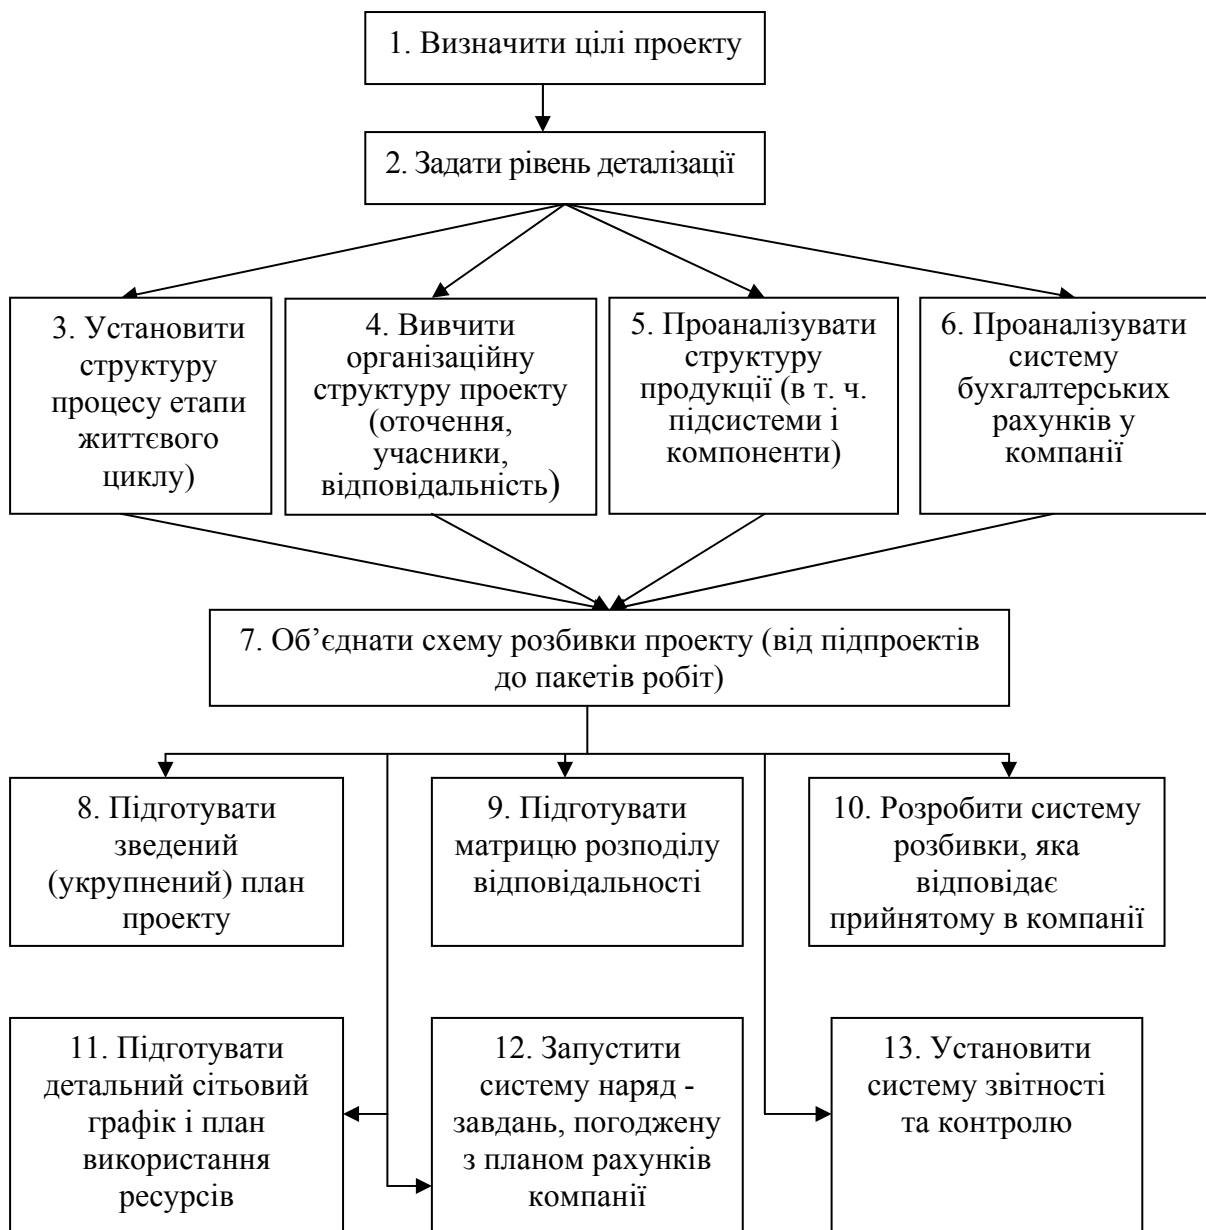 1. Визначити цілі проекту
2. Задати рівень деталізації
3. Установити
структуру
процесу етапи
життєвого
циклу)
4. Вивчити
організаційну
структуру проекту
(оточення,
учасники,
відповідальність)
5. Проаналізувати
структуру
продукції (в т. ч.
підсистеми і
компоненти)
6. Проаналізувати
систему
бухгалтерських
рахунків у
компанії
7. Об’єднати схему розбивки проекту (від підпроектів
до пакетів робіт)
8. Підготувати
зведений
(укрупнений) план
проекту
9. Підготувати
матрицю розподілу
відповідальності
10. Розробити систему
розбивки, яка
відповідає
прийнятому в компанії
11. Підготувати
детальний сітьовий
графік і план
використання
ресурсів
12. Запустити
систему наряд -
завдань, погоджену
з планом рахунків
компанії
13. Установити
систему звітності
та контролю